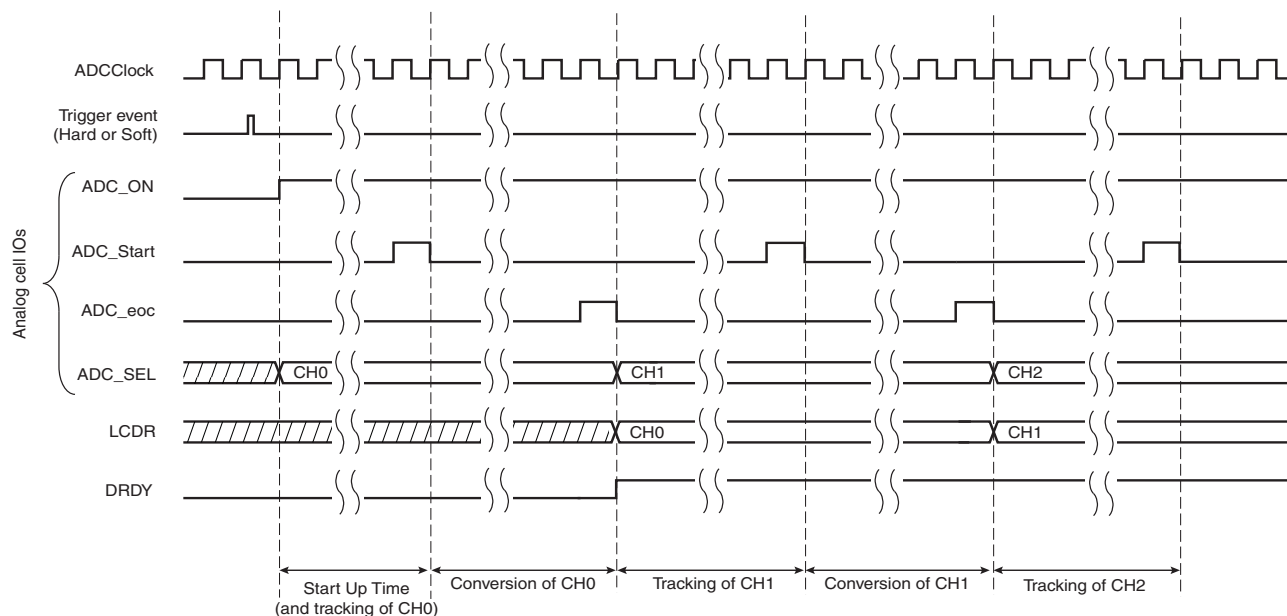 ADCClock
Trigger event
(Hard or Soft)
Analog cell IOs
ADC_ON
ADC_Start
ADC_eoc
ADC_SEL
CH0
CH1
CH2
LCDR
CH0
CH1
DRDY
Start Up Time
(and tracking of CH0)
Conversion of CH0
Tracking of CH1
Conversion of CH1
Tracking of CH2